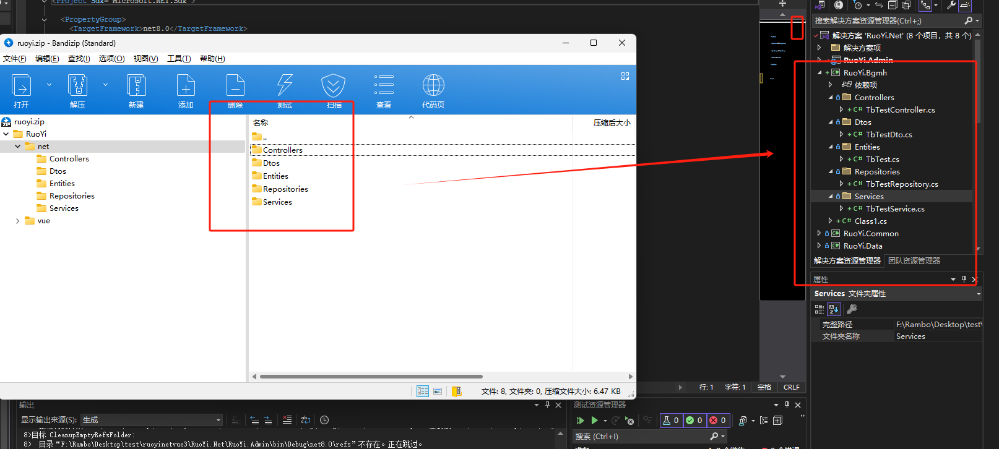 <Project Sdk="Microsoft.NET.Sdk">
<PropertyGroup>
<TargetFramework>net8.0</TargetFramework>
ruoyi.zip - Bandizip (Standard)
文件(F) 编辑(E) 查找(I) 选项(O) 视图(V) 工具(T) 帮助(H)
打开 解压 新建 添加 删除 测试 扫描 查看 代码页
ruoyi.zip
RuoYi
net
Controllers
Dtos
Entities
Repositories
Services
vue
名称 压缩后大小
..
Controllers
Dtos
Entities
Repositories
Services
文件: 8, 文件夹: 0, 压缩文件大小: 6.47 KB
搜索解决方案资源管理器(Ctrl+;)
解决方案 'RuoYi.Net' (8 个项目，共 8 个)
解决方案项
RuoYi.Admin
RuoYi.Bgmh
依赖项
Controllers
C# TbTestController.cs
Dtos
C# TbTestDto.cs
Entities
C# TbTest.cs
Repositories
C# TbTestRepository.cs
Services
C# TbTestService.cs
C# Class1.cs
RuoYi.Common
RuoYi.Data
解决方案资源管理器 团队资源管理器
属性
Services 文件夹属性
完整路径 F:\Rambo\Desktop\test\
文件夹名称 Services
行: 1 字符: 1 空格 CRLF
输出
显示输出来源(S): 生成
8>目标 CleanupEmptyRefsFolder:
8> 目录“F:\Rambo\Desktop\test\ruoyinetvue3\RuoYi.Net\RuoYi.Admin\bin\Debug\net8.0\refs”不存在。正在跳过。
测试资源管理器
0 0 0
搜索 (Ctrl+I)